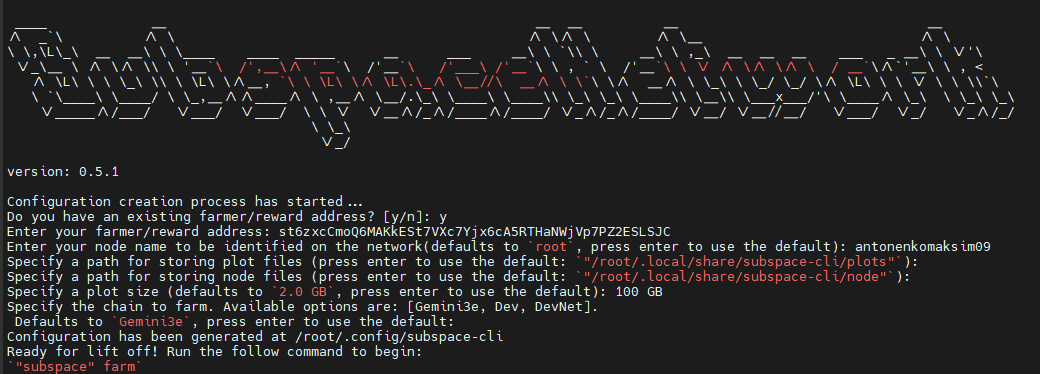 Subspace Network
version: 0.5.1
Configuration creation process has started...
Do you have an existing farmer/reward address? [y/n]: y
Enter your farmer/reward address: st6zxcCmoQ6MAKkESt7VXc7Yjx6cA5RTHaNWjVp7PZ2ESLSJC
Enter your node name to be identified on the network(defaults to `root`, press enter to use the default): antonenkomaksim09
Specify a path for storing plot files (press enter to use the default: `"/root/.local/share/subspace-cli/plots"`):
Specify a path for storing node files (press enter to use the default: `"/root/.local/share/subspace-cli/node"`):
Specify a plot size (defaults to `2.0 GB`, press enter to use the default): 100 GB
Specify the chain to farm. Available options are: [Gemini3e, Dev, DevNet].
Defaults to `Gemini3e`, press enter to use the default:
Configuration has been generated at /root/.config/subspace-cli
Ready for lift off! Run the follow command to begin:
`"subspace" farm`